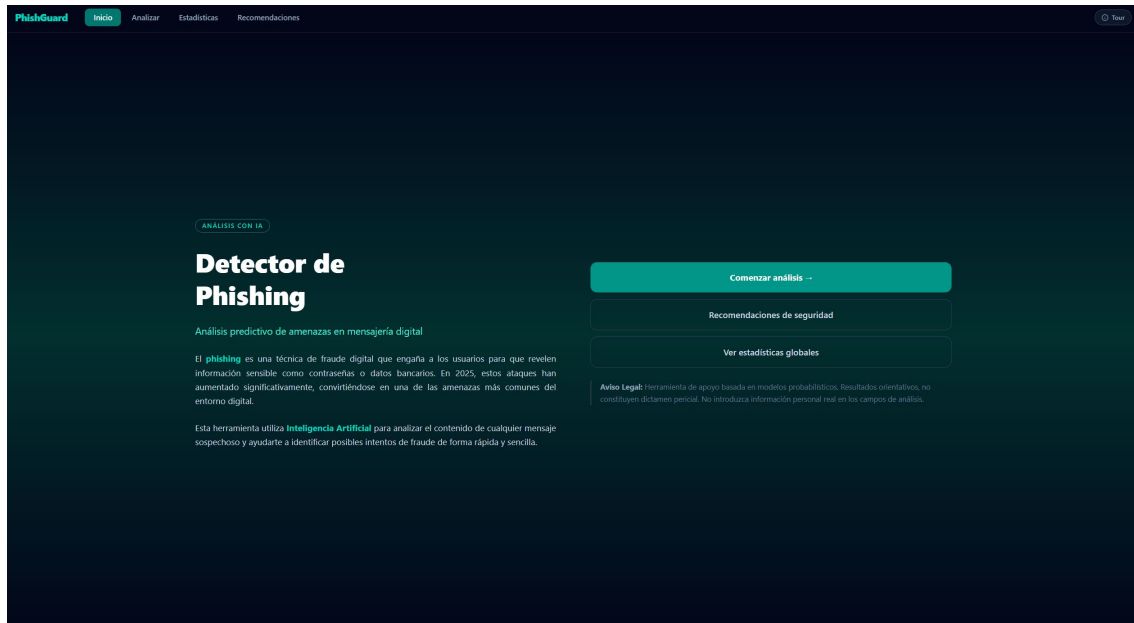 PhishGuard
Inicio
Analizar
Estadísticas
Recomendaciones
Tour
ANÁLISIS CON IA
Detector de
Phishing
Análisis predictivo de amenazas en mensajería digital
El phishing es una técnica de fraude digital que engaña a los usuarios para que revelen
información sensible como contraseñas o datos bancarios. En 2025, estos ataques han
aumentado significativamente, convirtiéndose en una de las amenazas más comunes del
entorno digital.
Esta herramienta utiliza Inteligencia Artificial para analizar el contenido de cualquier mensaje
sospechoso y ayudarte a identificar posibles intentos de fraude de forma rápida y sencilla.
Comenzar análisis →
Recomendaciones de seguridad
Ver estadísticas globales
Aviso Legal: Herramienta de apoyo basada en modelos probabilísticos. Resultados orientativos, no
constituyen dictamen pericial. No introduzca información personal real en los campos de análisis.